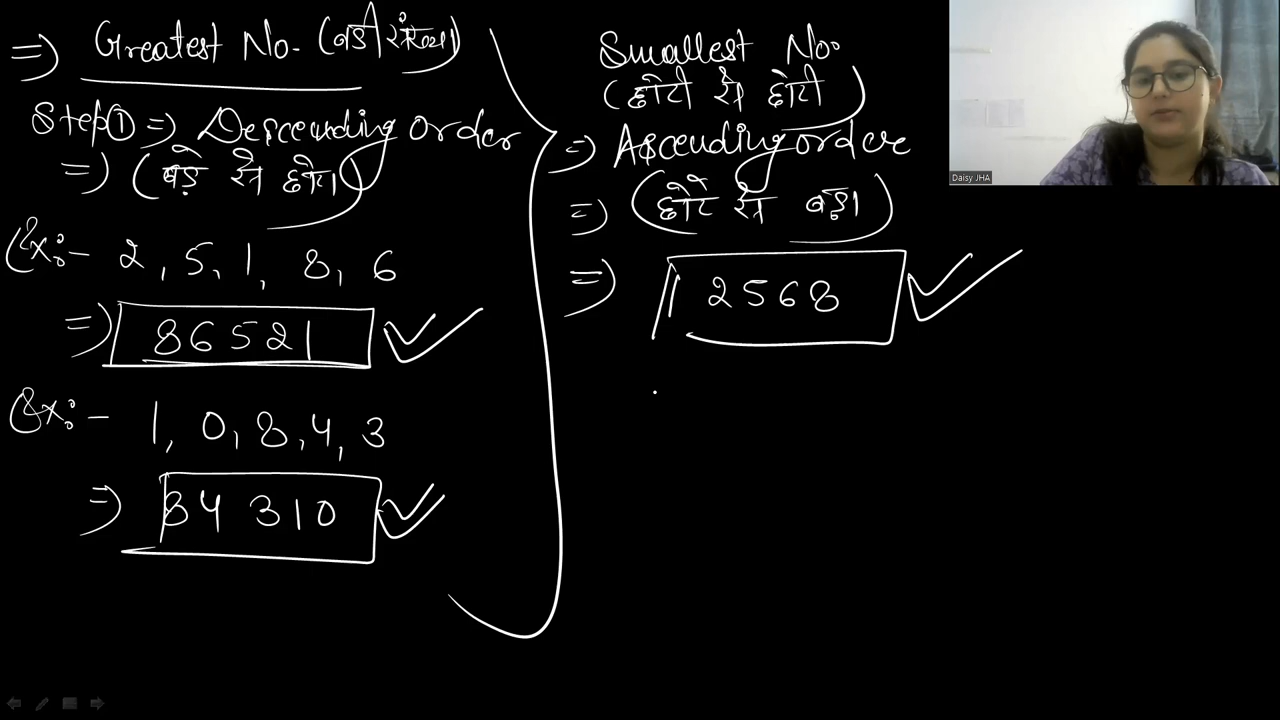 => Greatest No. (बड़ी संख्या)
Step① => Descending order
=> (बड़े से छोटा)
Ex:- 2, 5, 1, 8, 6
=> 86521
Ex:- 1, 0, 8, 4, 3
=> 84310
Smallest No.
(छोटी से छोटी)
=> Ascending order
=> (छोटे से बड़ा)
=> 2568
Daisy JHA